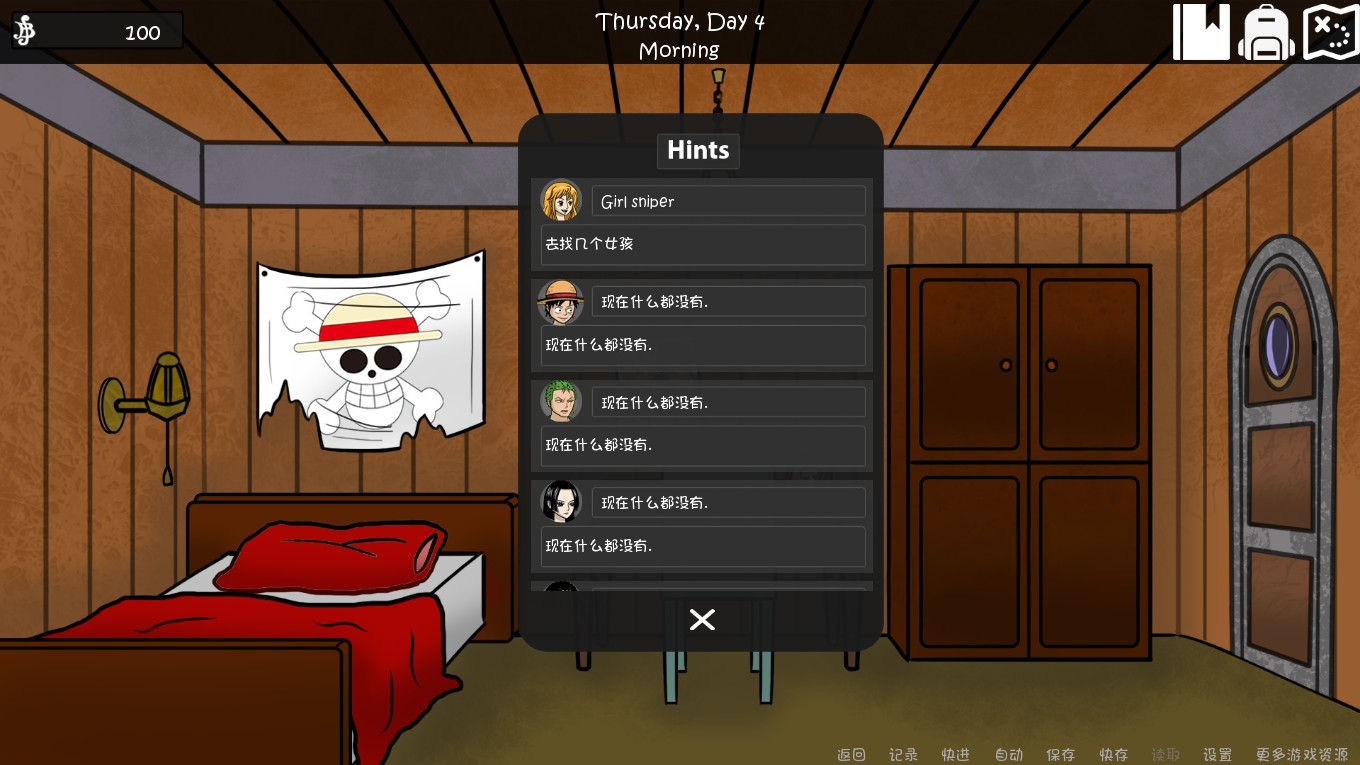 100
Thursday, Day 4
Morning
Hints
Girl sniper
去找几个女孩
现在什么都没有.
现在什么都没有.
现在什么都没有.
现在什么都没有.
现在什么都没有.
现在什么都没有.
返回 记录 快进 自动 保存 快存 读取 设置 更多游戏资源